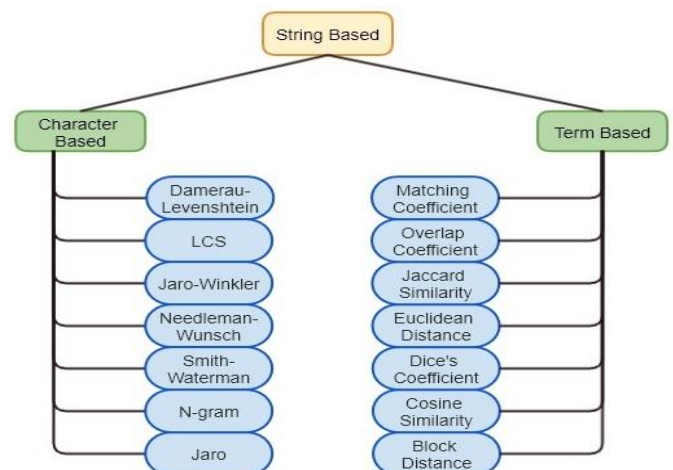 String Based
Character
Based
Term Based
Damerau-
Levenshtein
LCS
Jaro-Winkler
Needleman-
Wunsch
Smith-
Waterman
N-gram
Jaro
Matching
Coefficient
Overlap
Coefficient
Jaccard
Similarity
Euclidean
Distance
Dice's
Coefficient
Cosine
Similarity
Block
Distance